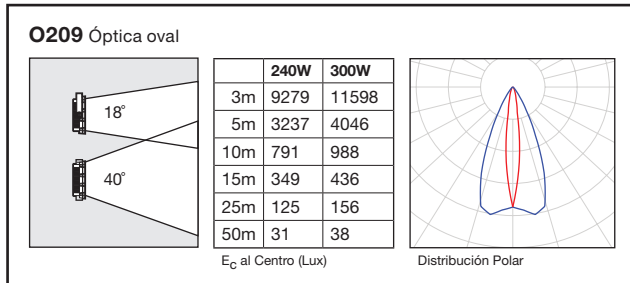 O209 Óptica oval
18°
40°
240W 300W
3m 9279 11598
5m 3237 4046
10m 791 988
15m 349 436
25m 125 156
50m 31 38
EC al Centro (Lux)
Distribución Polar